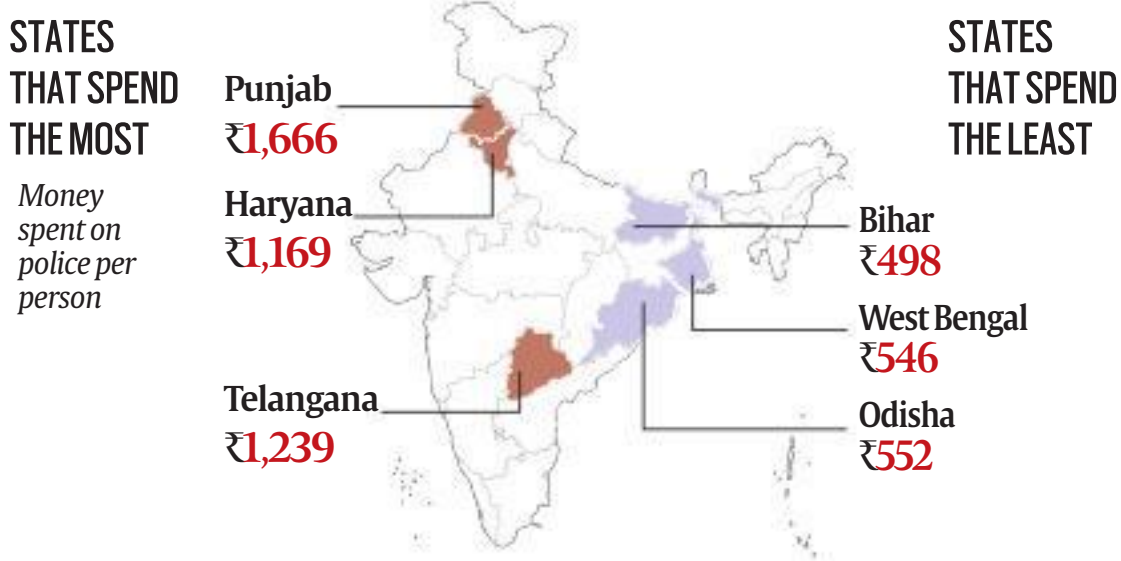 STATES
THAT SPEND
THE MOST
Money
spent on
police per
person
Punjab
₹1,666
Haryana
₹1,169
Telangana
₹1,239
STATES
THAT SPEND
THE LEAST
Bihar
₹498
West Bengal
₹546
Odisha
₹552